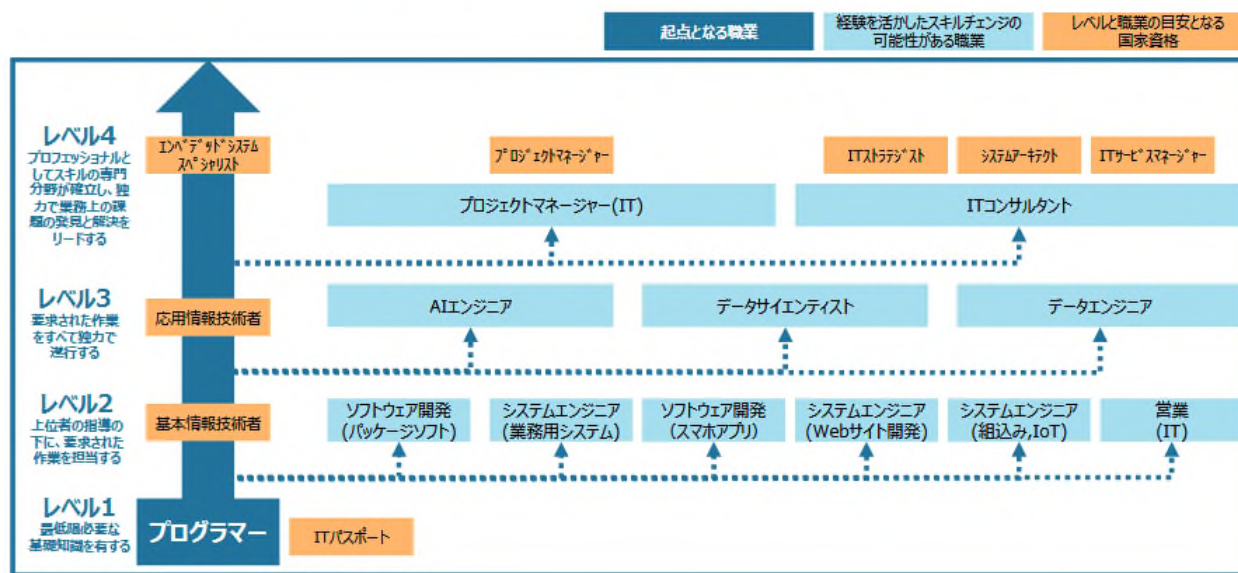 起点となる職業
経験を活かしたスキルチェンジの
可能性がある職業
レベルと職業の目安となる
国家資格
レベル4
プロフェッショナルと
してスキルの専門
分野が確立し、独
力で業務上の課
題の発見と解決を
リードする
エンベデッドシステム
スペシャリスト
プロジェクトマネージャー
ITストラテジスト
システムアーキテクト
ITサービスマネージャー
プロジェクトマネージャー(IT)
ITコンサルタント
レベル3
要求された作業
をすべて独力で
遂行する
応用情報技術者
AIエンジニア
データサイエンティスト
データエンジニア
レベル2
上位者の指導の
下に、要求された
作業を担当する
基本情報技術者
ソフトウェア開発
(パッケージソフト)
システムエンジニア
(業務用システム)
ソフトウェア開発
(スマホアプリ)
システムエンジニア
(Webサイト開発)
システムエンジニア
(組込み,IoT)
営業
(IT)
レベル1
最低限必要な
基礎知識を有する
プログラマー
ITパスポート